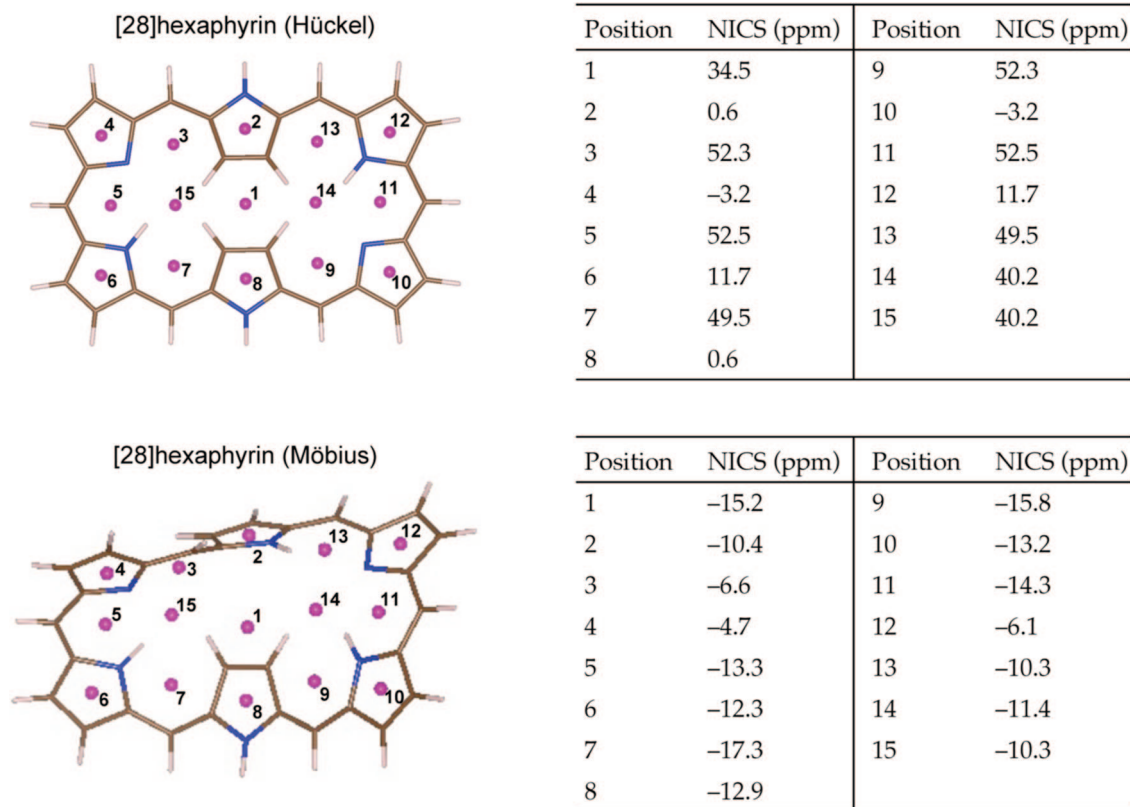 [28]hexaphyrin (Hückel)
4
3
2
13
12
5
15
1
14
11
6
7
8
9
10
Position NICS (ppm) Position NICS (ppm)
1 34.5 9 52.3
2 0.6 10 –3.2
3 52.3 11 52.5
4 –3.2 12 11.7
5 52.5 13 49.5
6 11.7 14 40.2
7 49.5 15 40.2
8 0.6
[28]hexaphyrin (Möbius)
4
3
2
13
12
5
15
1
14
11
6
7
8
9
10
Position NICS (ppm) Position NICS (ppm)
1 –15.2 9 –15.8
2 –10.4 10 –13.2
3 –6.6 11 –14.3
4 –4.7 12 –6.1
5 –13.3 13 –10.3
6 –12.3 14 –11.4
7 –17.3 15 –10.3
8 –12.9